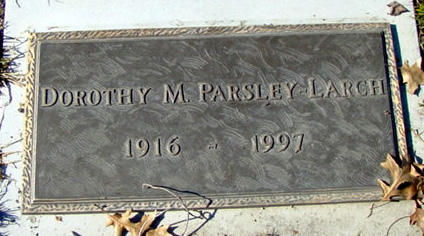 DOROTHY M. PARSLEY-LARCH
1916 - 1997